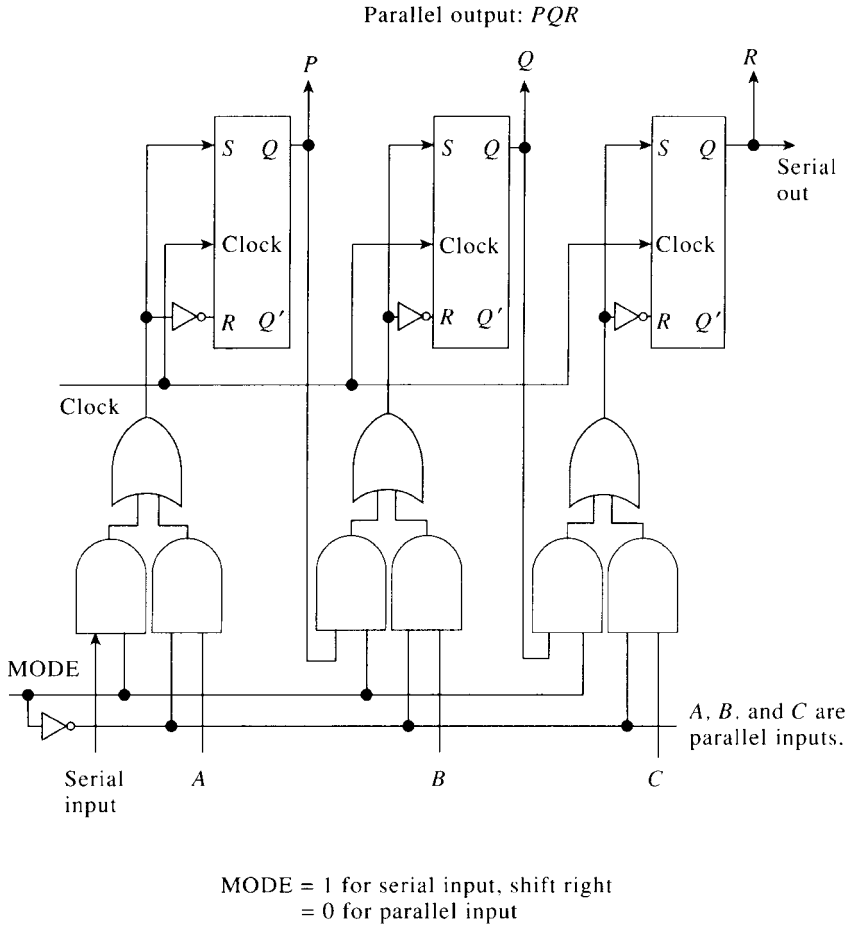 Parallel output: PQR
P
Q
R
S Q
S Q
S Q
Serial
out
Clock
Clock
Clock
R Q′
R Q′
R Q′
Clock
MODE
A, B. and C are
parallel inputs.
Serial
input
A
B
C
MODE = 1 for serial input, shift right
= 0 for parallel input